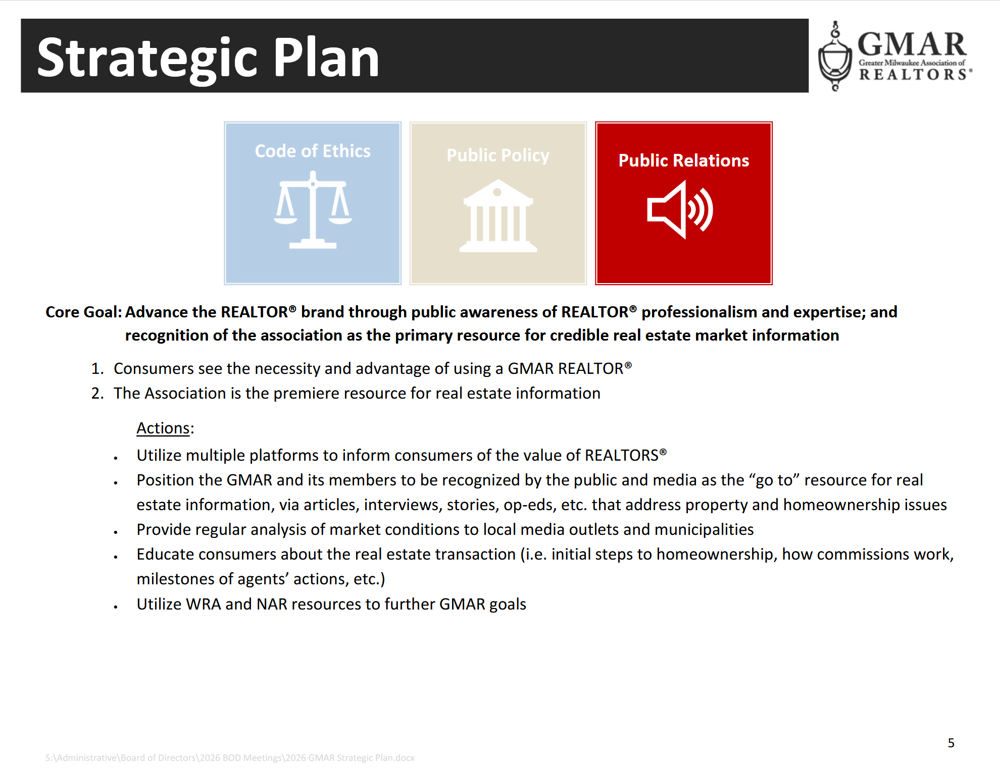 Strategic Plan
GMAR
Greater Milwaukee Association of
REALTORS®
Code of Ethics
Public Policy
Public Relations
Core Goal: Advance the REALTOR® brand through public awareness of REALTOR® professionalism and expertise; and
recognition of the association as the primary resource for credible real estate market information
1. Consumers see the necessity and advantage of using a GMAR REALTOR®
2. The Association is the premiere resource for real estate information
Actions:
• Utilize multiple platforms to inform consumers of the value of REALTORS®
• Position the GMAR and its members to be recognized by the public and media as the “go to” resource for real
estate information, via articles, interviews, stories, op-eds, etc. that address property and homeownership issues
• Provide regular analysis of market conditions to local media outlets and municipalities
• Educate consumers about the real estate transaction (i.e. initial steps to homeownership, how commissions work,
milestones of agents’ actions, etc.)
• Utilize WRA and NAR resources to further GMAR goals
5
S:\Administrative\Board of Directors\2026 BOD Meetings\2026 GMAR Strategic Plan.docx